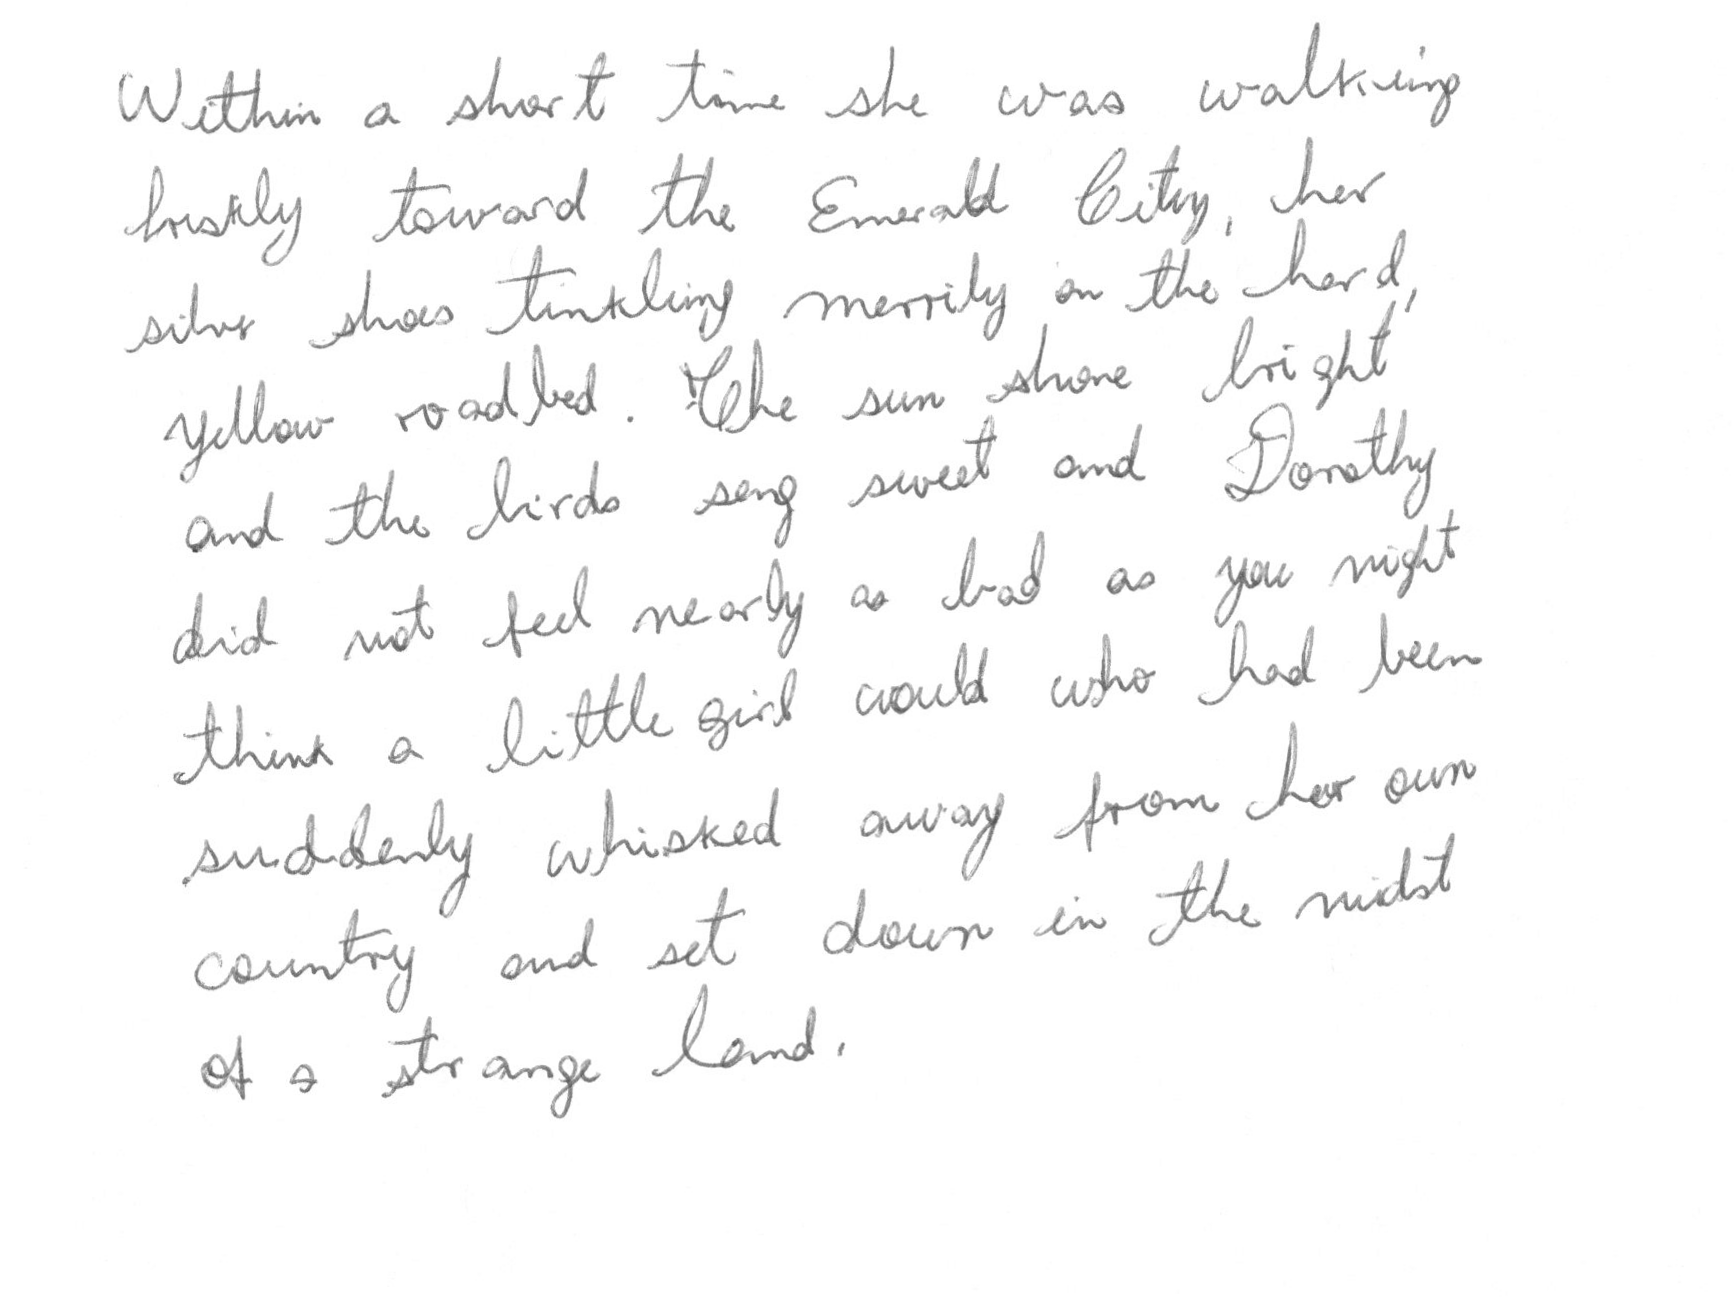 Within a short time she was walking
briskly toward the Emerald City, her
silver shoes tinkling merrily on the hard,
yellow roadbed. The sun shone bright
and the birds sang sweet and Dorothy
did not feel nearly as bad as you might
think a little girl would who had been
suddenly whisked away from her own
country and set down in the midst
of a strange land.